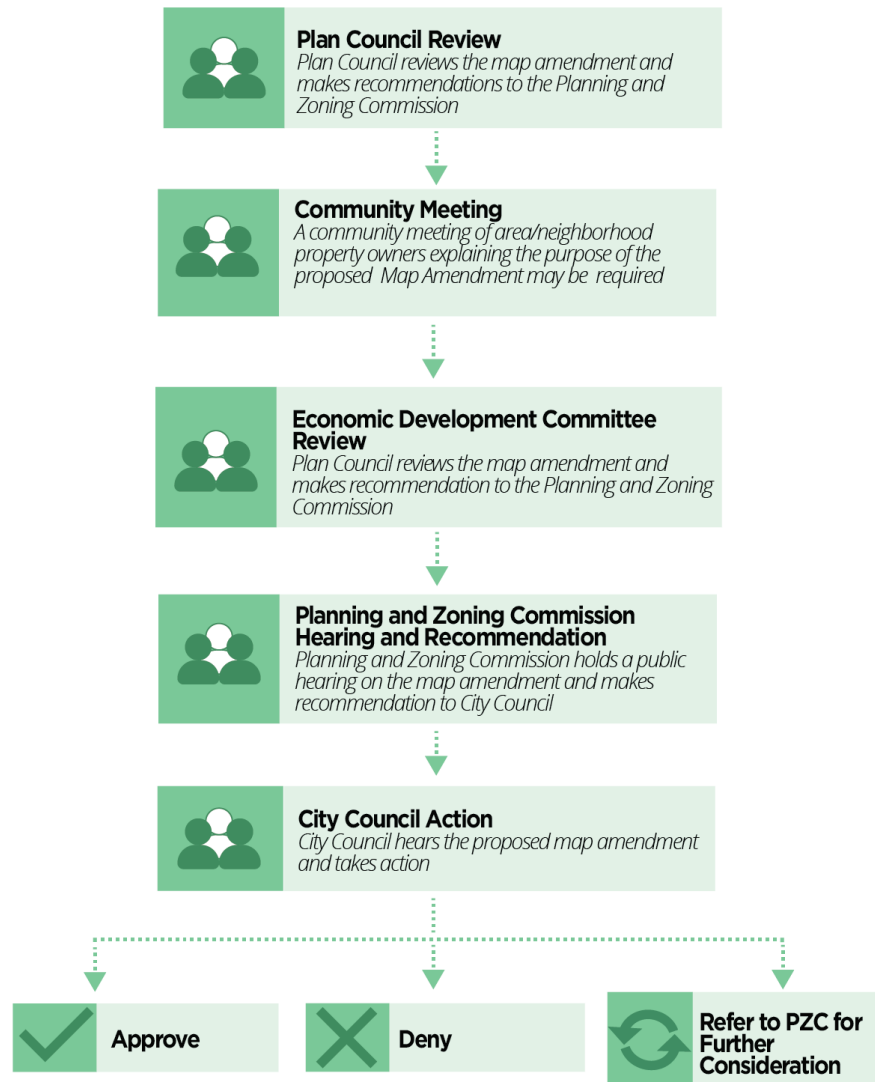 Plan Council Review
Plan Council reviews the map amendment and
makes recommendations to the Planning and
Zoning Commission
Community Meeting
A community meeting of area/neighborhood
property owners explaining the purpose of the
proposed Map Amendment may be required
Economic Development Committee
Review
Plan Council reviews the map amendment and
makes recommendation to the Planning and Zoning
Commission
Planning and Zoning Commission
Hearing and Recommendation
Planning and Zoning Commission holds a public
hearing on the map amendment and makes
recommendation to City Council
City Council Action
City Council hears the proposed map amendment
and takes action
Approve
Deny
Refer to PZC for
Further
Consideration